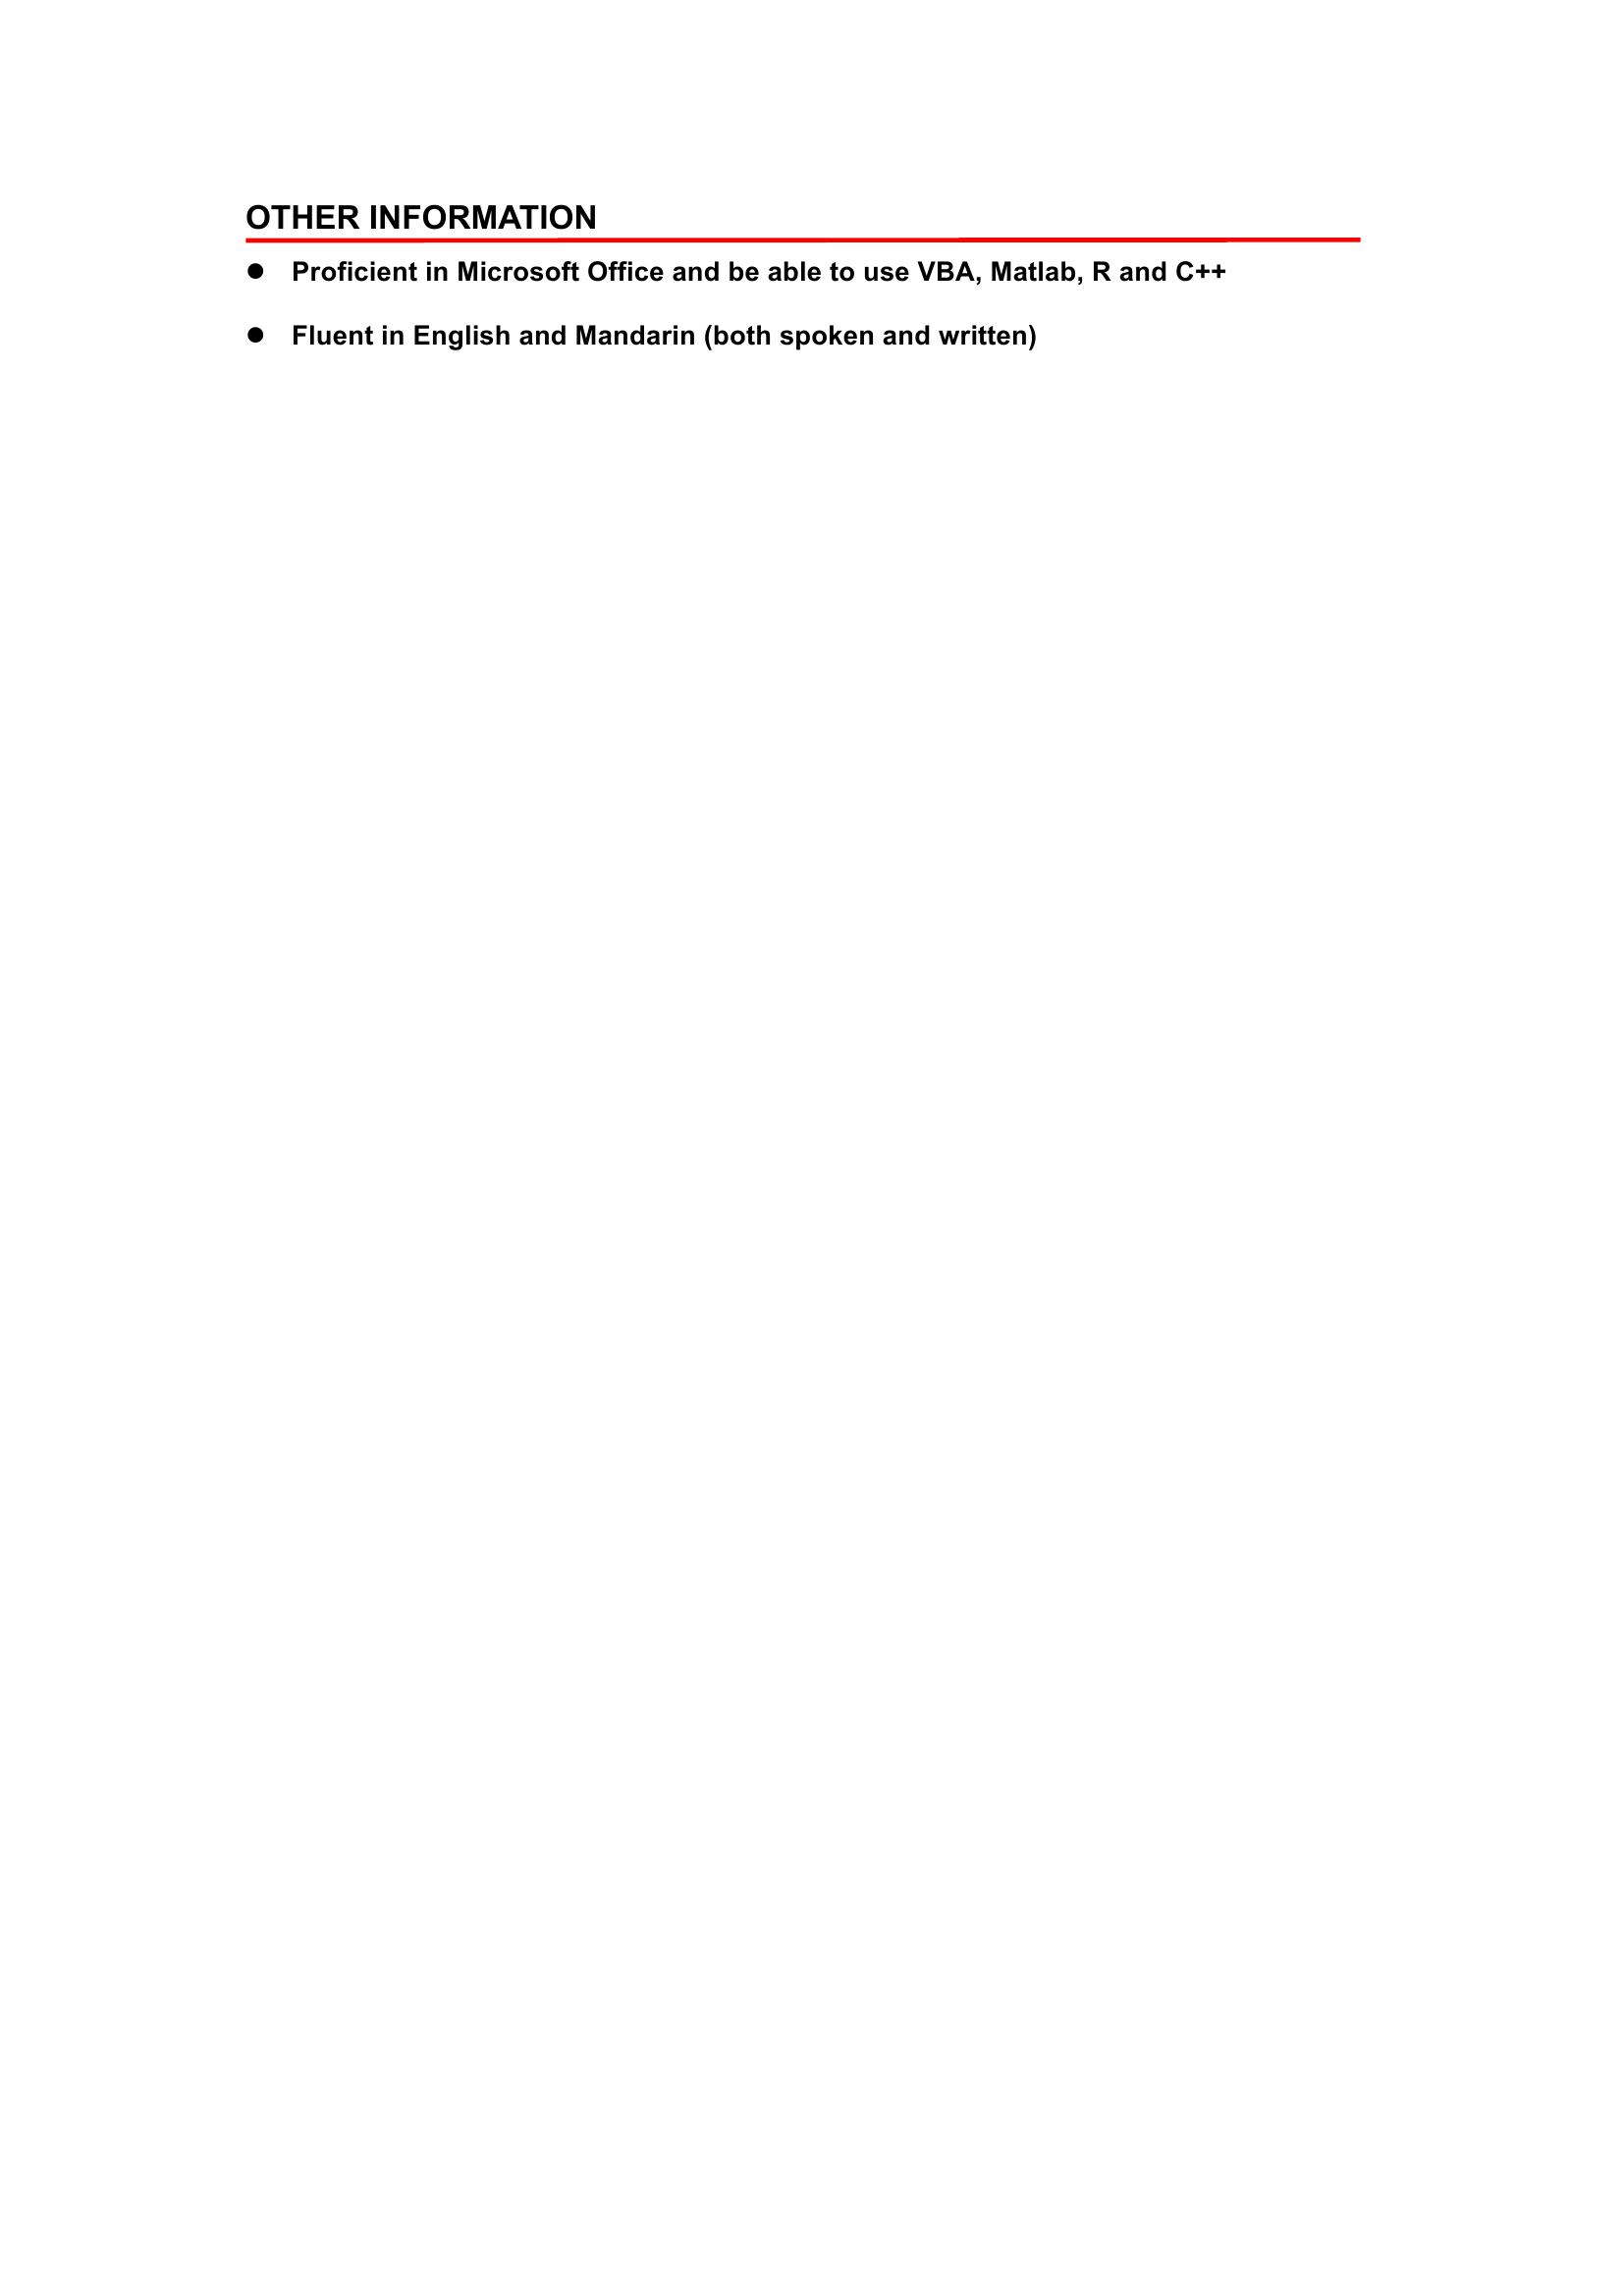 OTHER INFORMATION
● Proficient in Microsoft Office and be able to use VBA, Matlab, R and C++
● Fluent in English and Mandarin (both spoken and written)